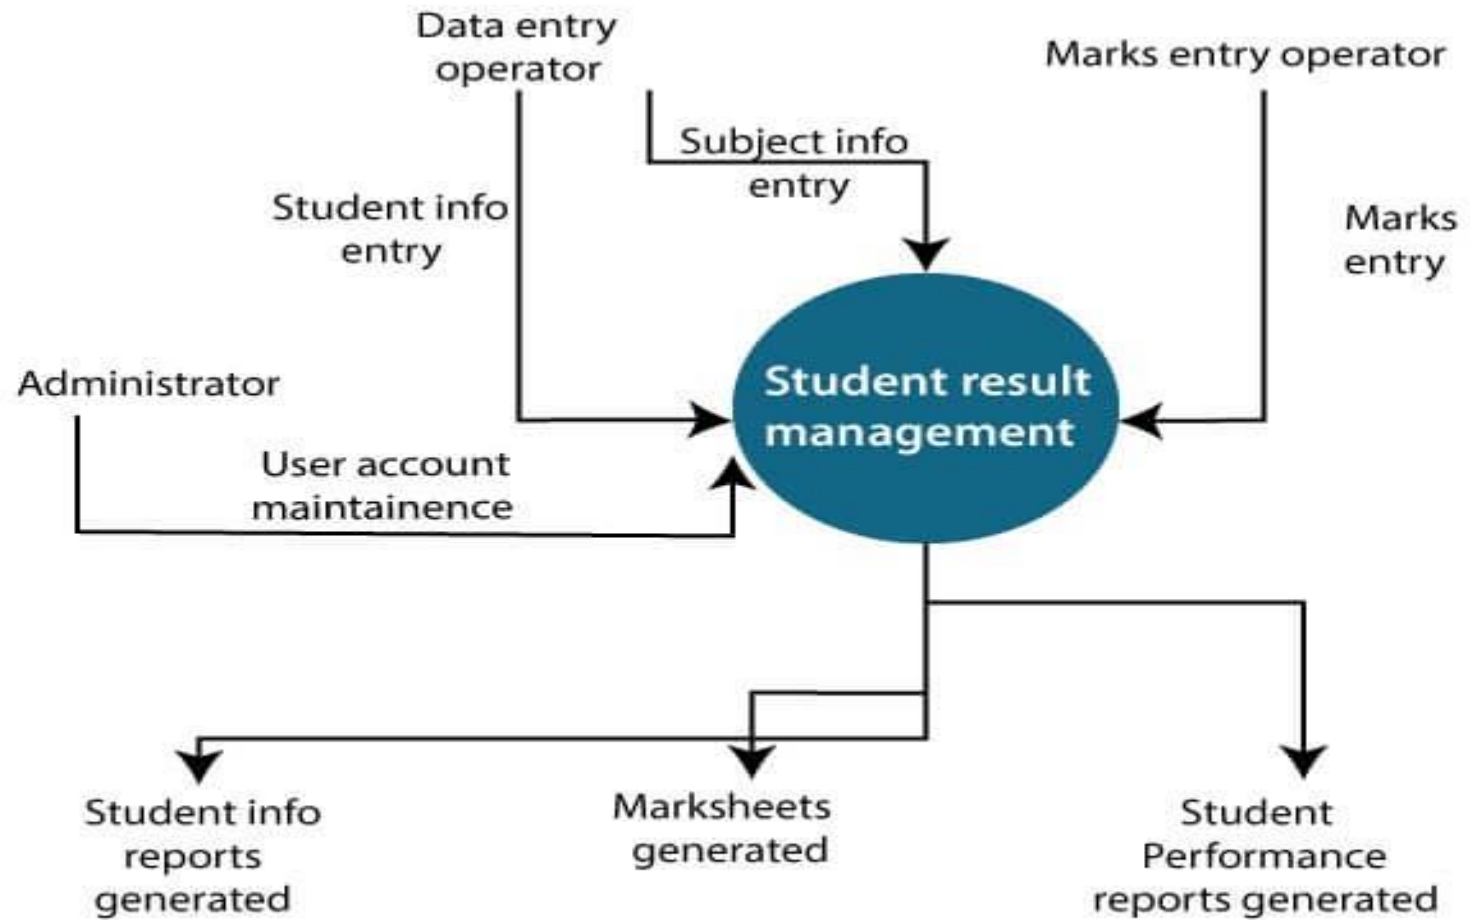 Data entry
operator
Marks entry operator
Subject info
entry
Student info
entry
Marks
entry
Administrator
Student result
management
User account
maintainence
Student info
reports
generated
Marksheets
generated
Student
Performance
reports generated